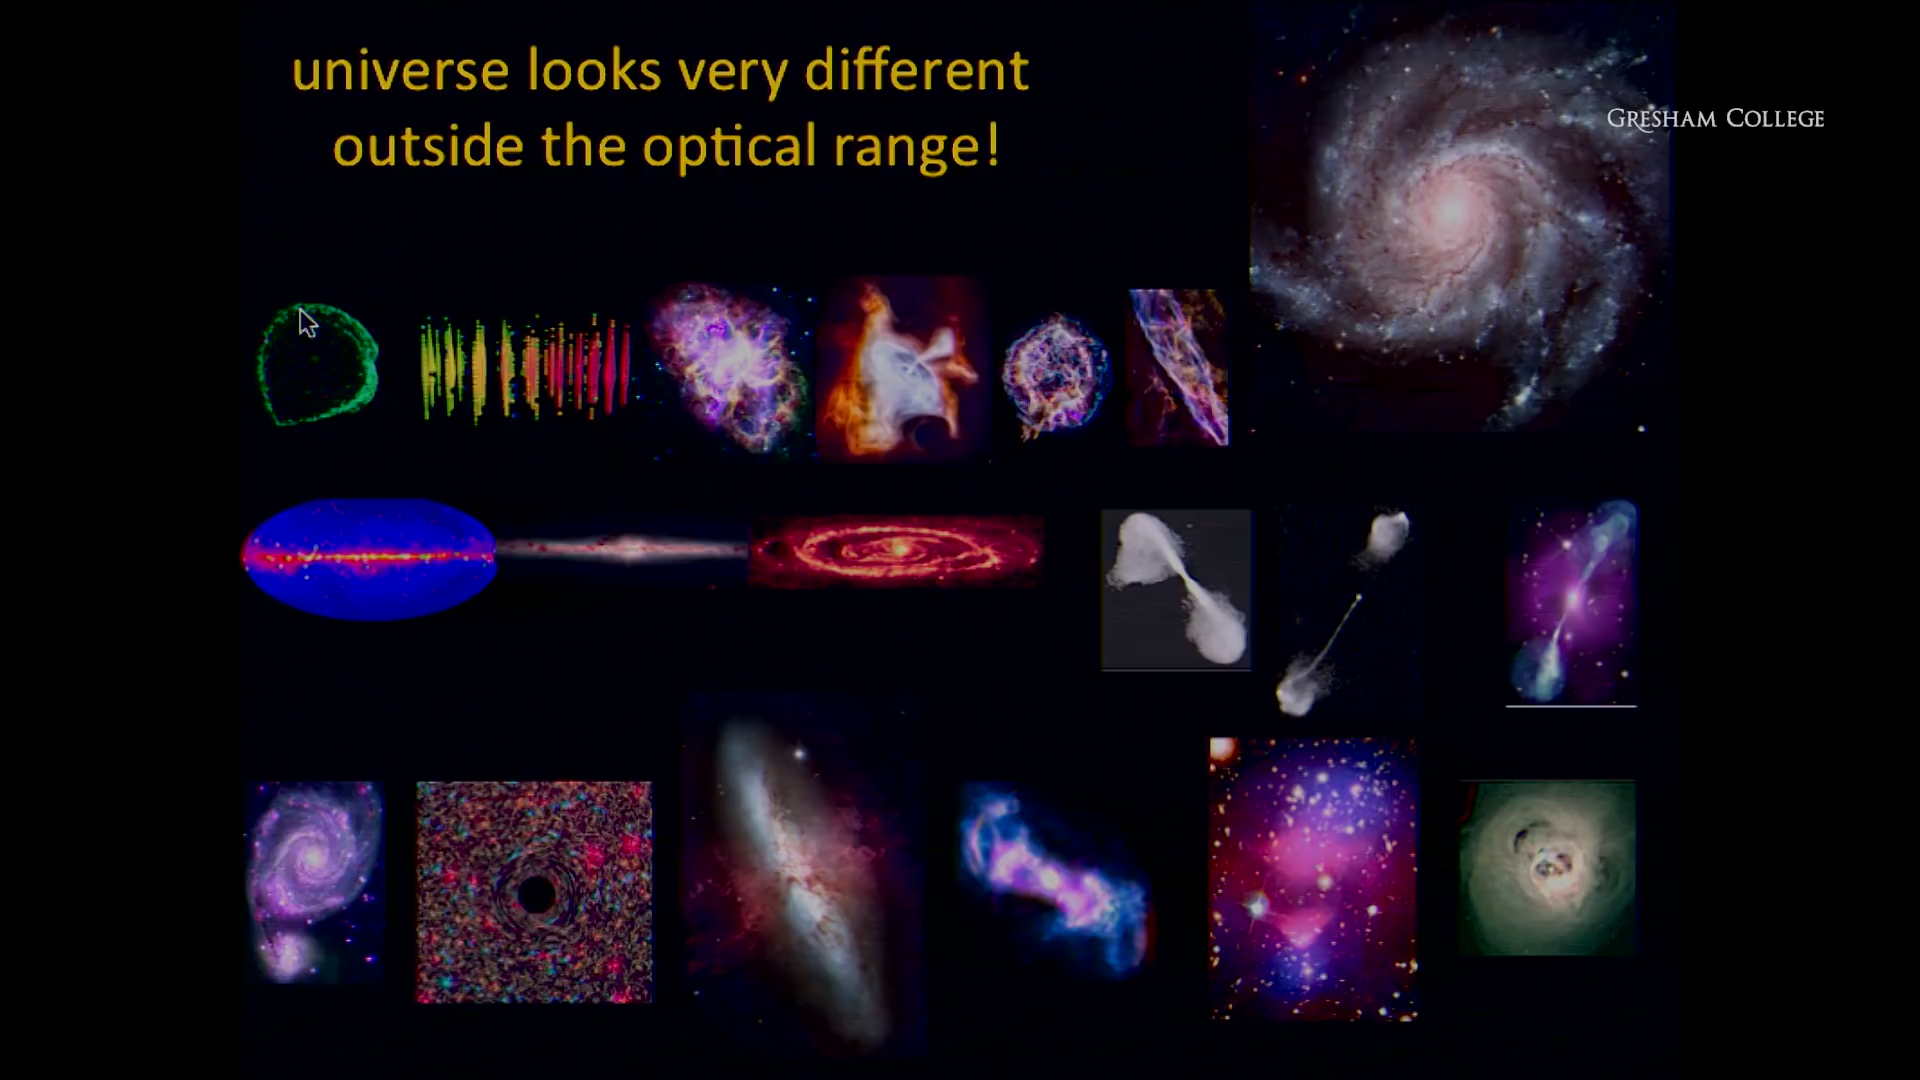 universe looks very different
outside the optical range!
GRESHAM COLLEGE